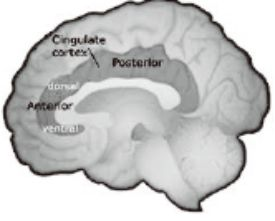 Cingulate
cortex
Posterior
dorsal
Anterior
ventral